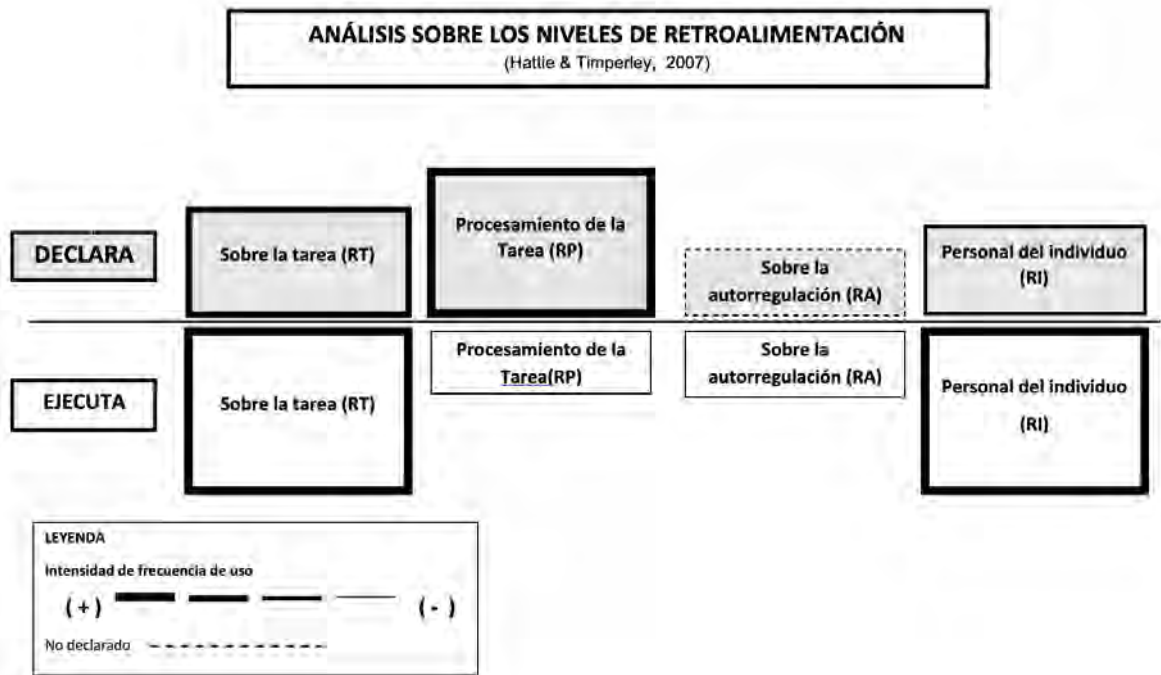 ANÁLISIS SOBRE LOS NIVELES DE RETROALIMENTACIÓN
(Hattie & Timperley, 2007)
DECLARA
Sobre la tarea (RT)
Procesamiento de la
Tarea (RP)
Sobre la
autorregulación (RA)
Personal del individuo
(RI)
EJECUTA
Sobre la tarea (RT)
Procesamiento de la
Tarea(RP)
Sobre la
autorregulación (RA)
Personal del individuo
(RI)
LEYENDA
Intensidad de frecuencia de uso
(+) (-)
No declarado